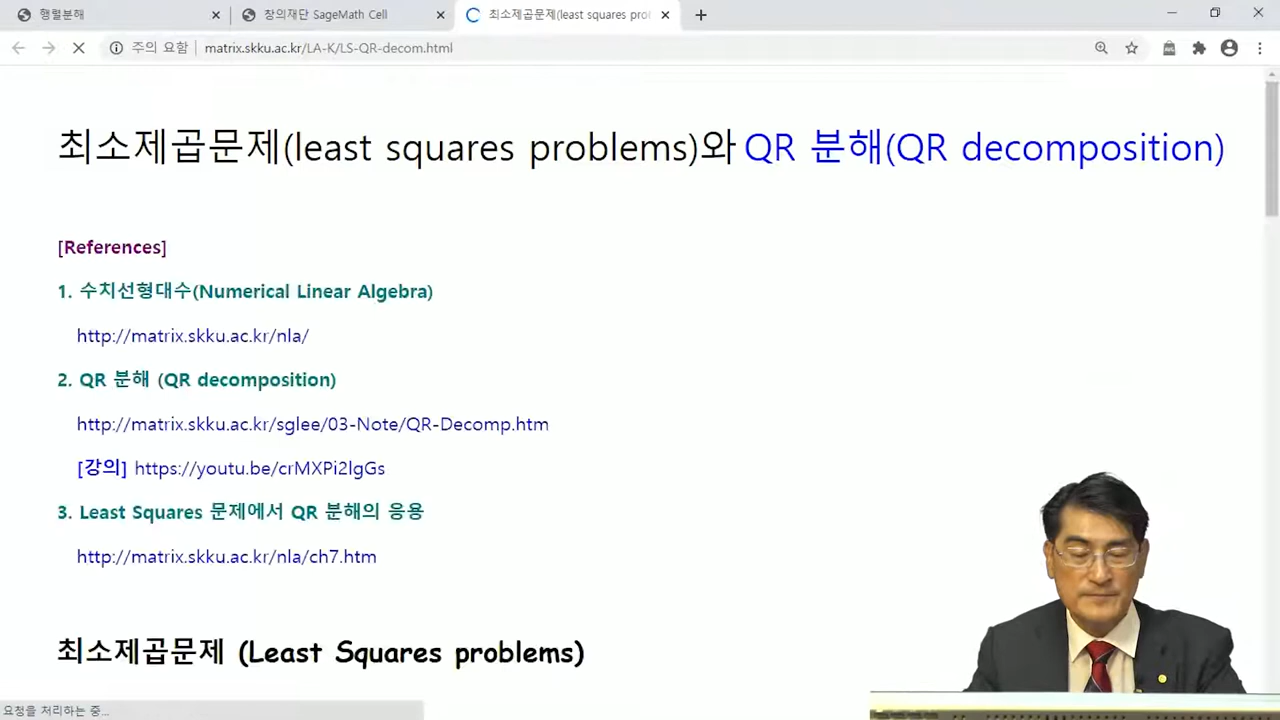 행렬분해
창의재단 SageMath Cell
최소제곱문제(least squares pro
주의 요함
matrix.skku.ac.kr/LA-K/LS-QR-decom.html
최소제곱문제(least squares problems)와 QR 분해(QR decomposition)
[References]
1. 수치선형대수(Numerical Linear Algebra)
http://matrix.skku.ac.kr/nla/
2. QR 분해 (QR decomposition)
http://matrix.skku.ac.kr/sglee/03-Note/QR-Decomp.htm
[강의] https://youtu.be/crMXPi2lgGs
3. Least Squares 문제에서 QR 분해의 응용
http://matrix.skku.ac.kr/nla/ch7.htm
최소제곱문제 (Least Squares problems)
요청을 처리하는 중...